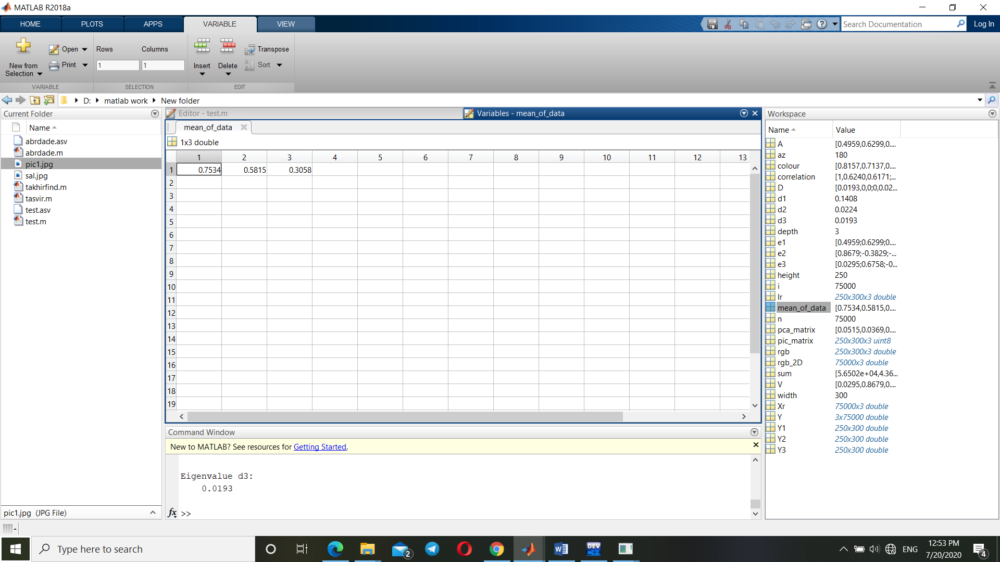 MATLAB R2018a
HOME PLOTS APPS VARIABLE VIEW
Search Documentation
Log In
New from
Selection
Open
Print
VARIABLE
Rows Columns
1 1
SELECTION
Insert
Delete
Transpose
Sort
EDIT
D: matlab work New folder
Current Folder
Name
abrdade.asv
abrdade.m
pic1.jpg
sal.jpg
takhirfind.m
tasvir.m
test.asv
test.m
pic1.jpg (JPG File)
Editor - test.m
Variables - mean_of_data
mean_of_data
1x3 double
1 2 3 4 5 6 7 8 9 10 11 12 13
1 0.7534 0.5815 0.3058
2
3
4
5
6
7
8
9
10
11
12
13
14
15
16
17
18
19
Command Window
New to MATLAB? See resources for Getting Started.
Eigenvalue d3:
0.0193
fx >>
Workspace
Name Value
A [0.4959,0.6299,0....
az 180
colour [0.8157,0.7137,0....
correlation [1,0.6240,0.6171;...
D [0.0193,0,0;0,0.02...
d1 0.1408
d2 0.0224
d3 0.0193
depth 3
e1 [0.4959;0.6299;0....
e2 [0.8679;-0.3829;-...
e3 [0.0295;0.6758;-0...
height 250
i 75000
Ir 250x300x3 double
mean_of_data [0.7534,0.5815,0....
n 75000
pca_matrix [0.0515,0.0369,0....
pic_matrix 250x300x3 uint8
rgb 250x300x3 double
rgb_2D 75000x3 double
sum [5.6502e+04,4.36...
V [0.0295,0.8679,0....
width 300
Xr 75000x3 double
Y 3x75000 double
Y1 250x300 double
Y2 250x300 double
Y3 250x300 double
Type here to search
2
DEV
C++
ENG
12:53 PM
7/20/2020
4